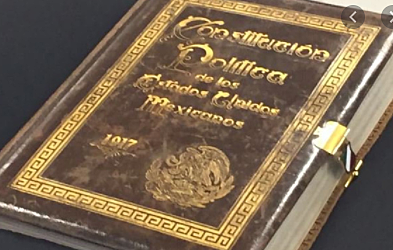 Constitución
Política
de los
Estados Unidos
Mexicanos
1917